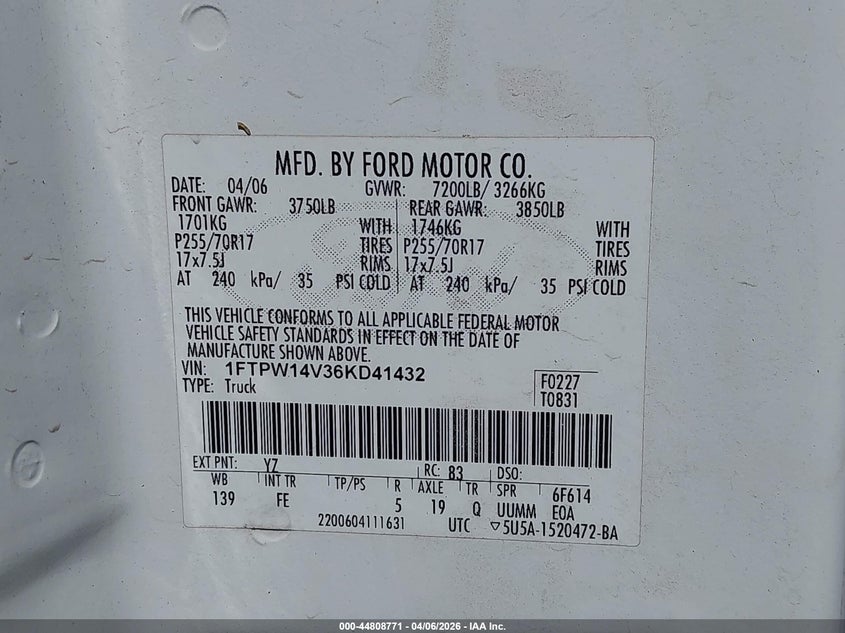 MFD. BY FORD MOTOR CO.
DATE: 04/06 GVWR: 7200LB/ 3266KG
FRONT GAWR: 3750LB REAR GAWR: 3850LB
1701KG WITH 1746KG WITH
P255/70R17 TIRES P255/70R17 TIRES
17x7.5J RIMS 17x7.5J RIMS
AT 240 kPa/ 35 PSI COLD AT 240 kPa/ 35 PSI COLD
THIS VEHICLE CONFORMS TO ALL APPLICABLE FEDERAL MOTOR
VEHICLE SAFETY STANDARDS IN EFFECT ON THE DATE OF
MANUFACTURE SHOWN ABOVE.
VIN: 1FTPW14V36KD41432 F0227
TYPE: Truck T0831
EXT PNT: YZ RC: 83 DSO:
WB INT TR TP/PS R AXLE TR SPR 6F614
139 FE 5 19 Q UUMM EOA
2200604111631 UTC ▽5U5A-1520472-BA
000-44808771 - 04/06/2026 - IAA Inc.